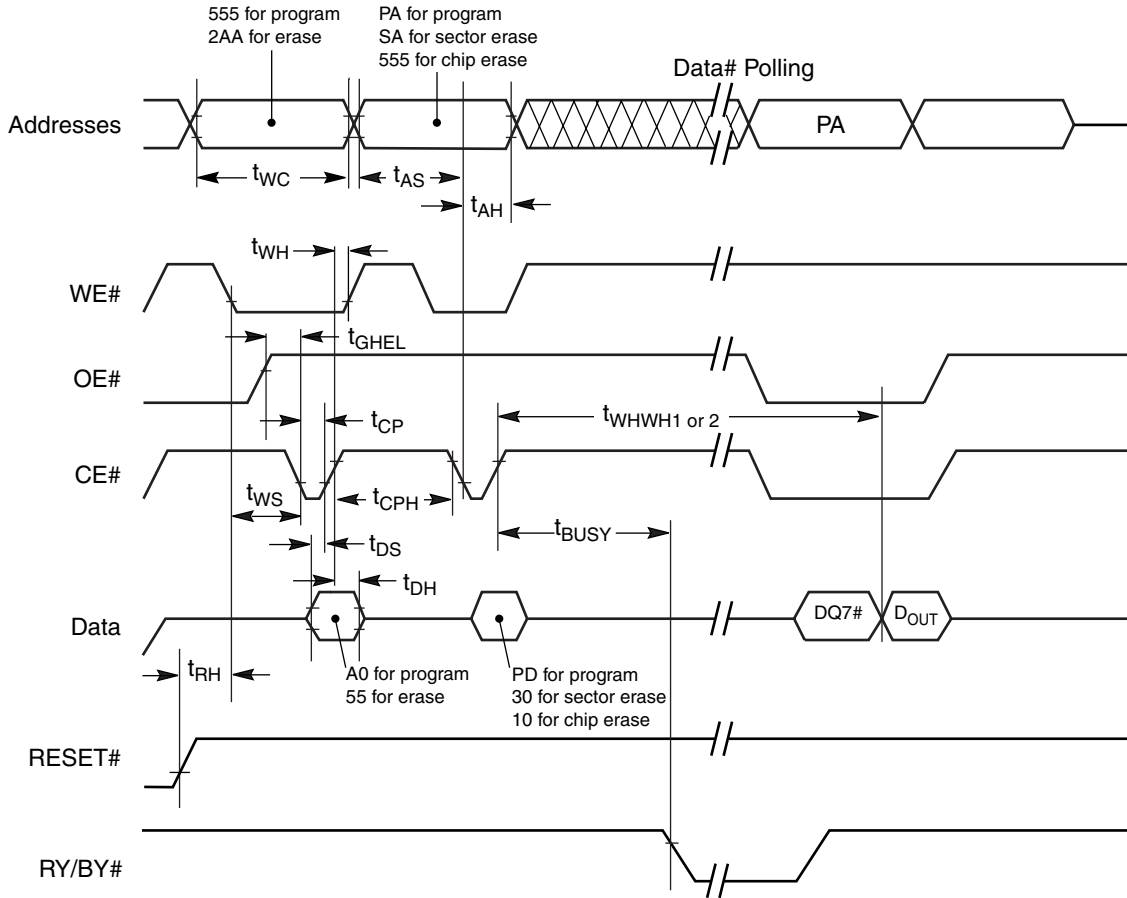 555 for program
2AA for erase
PA for program
SA for sector erase
555 for chip erase
Data# Polling
Addresses
PA
tWC
tAS
tAH
tWH
WE#
tGHEL
OE#
tCP
tWHWH1 or 2
CE#
tWS
tCPH
tBUSY
tDS
tDH
Data
DQ7#
DOUT
tRH
A0 for program
55 for erase
PD for program
30 for sector erase
10 for chip erase
RESET#
RY/BY#